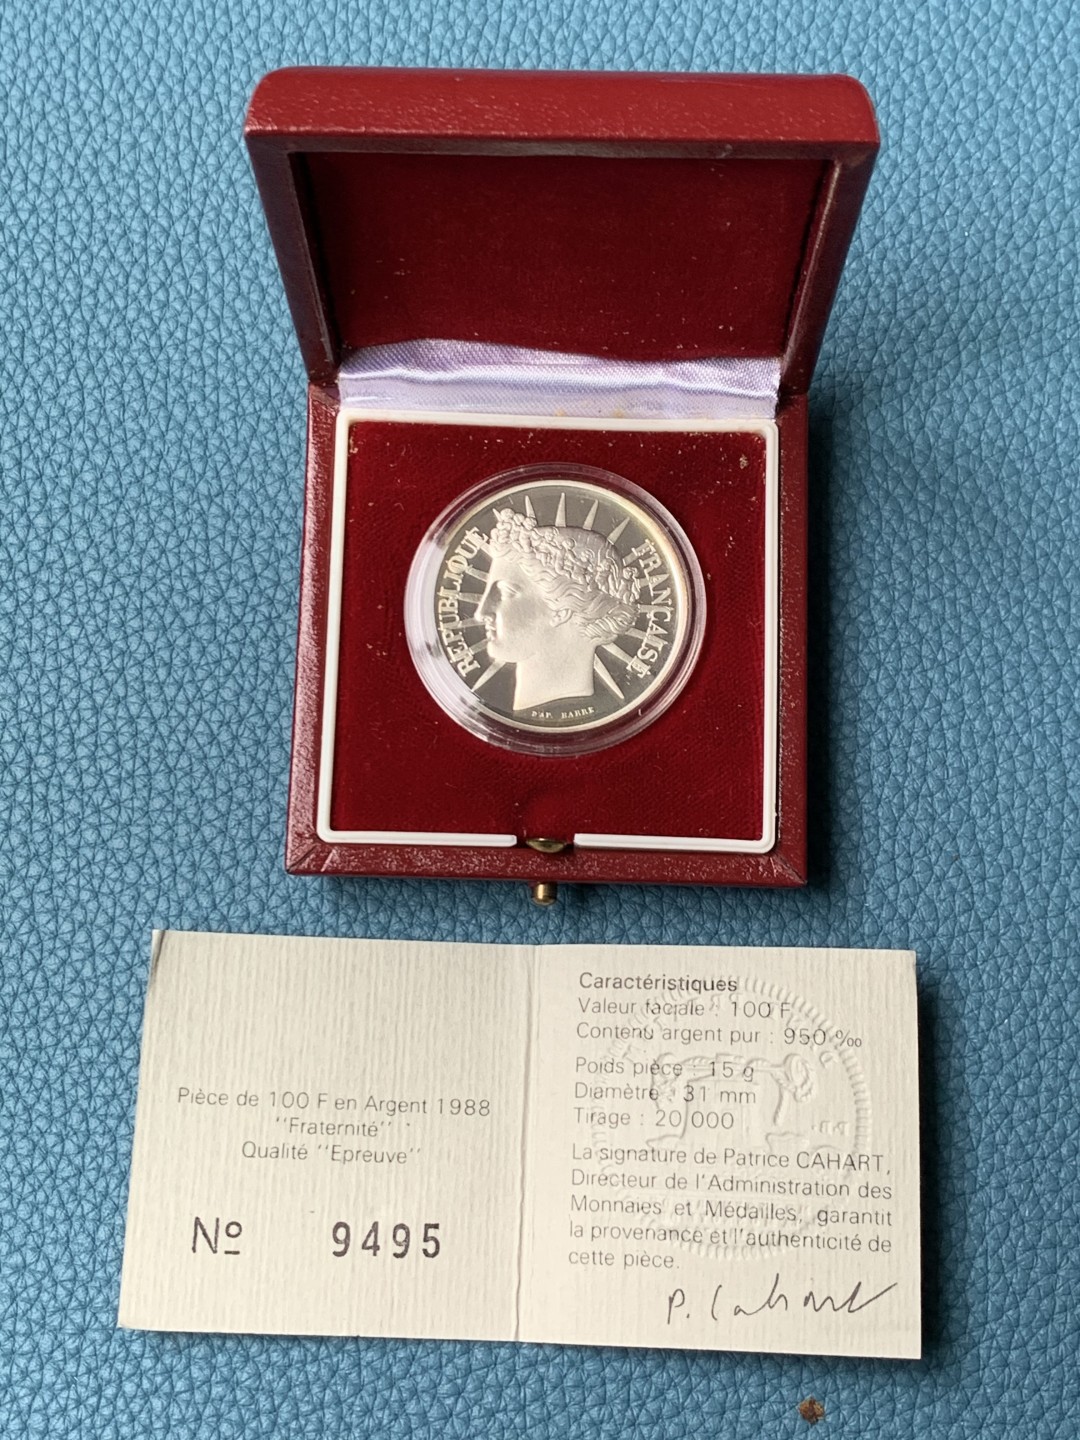 RÉPUBLIQUE FRANÇAISE
D'AP. BARRE
Pièce de 100 F en Argent 1988
''Fraternité''
Qualité ''Epreuve''
Nº 9495
Caractéristiques
Valeur faciale : 100 F
Contenu argent pur : 950 ‰
Poids pièce : 15 g
Diamètre : 31 mm
Tirage : 20 000
La signature de Patrice CAHART,
Directeur de l'Administration des
Monnaies et Médailles, garantit
la provenance et l'authenticité de
cette pièce.
P. Cahart